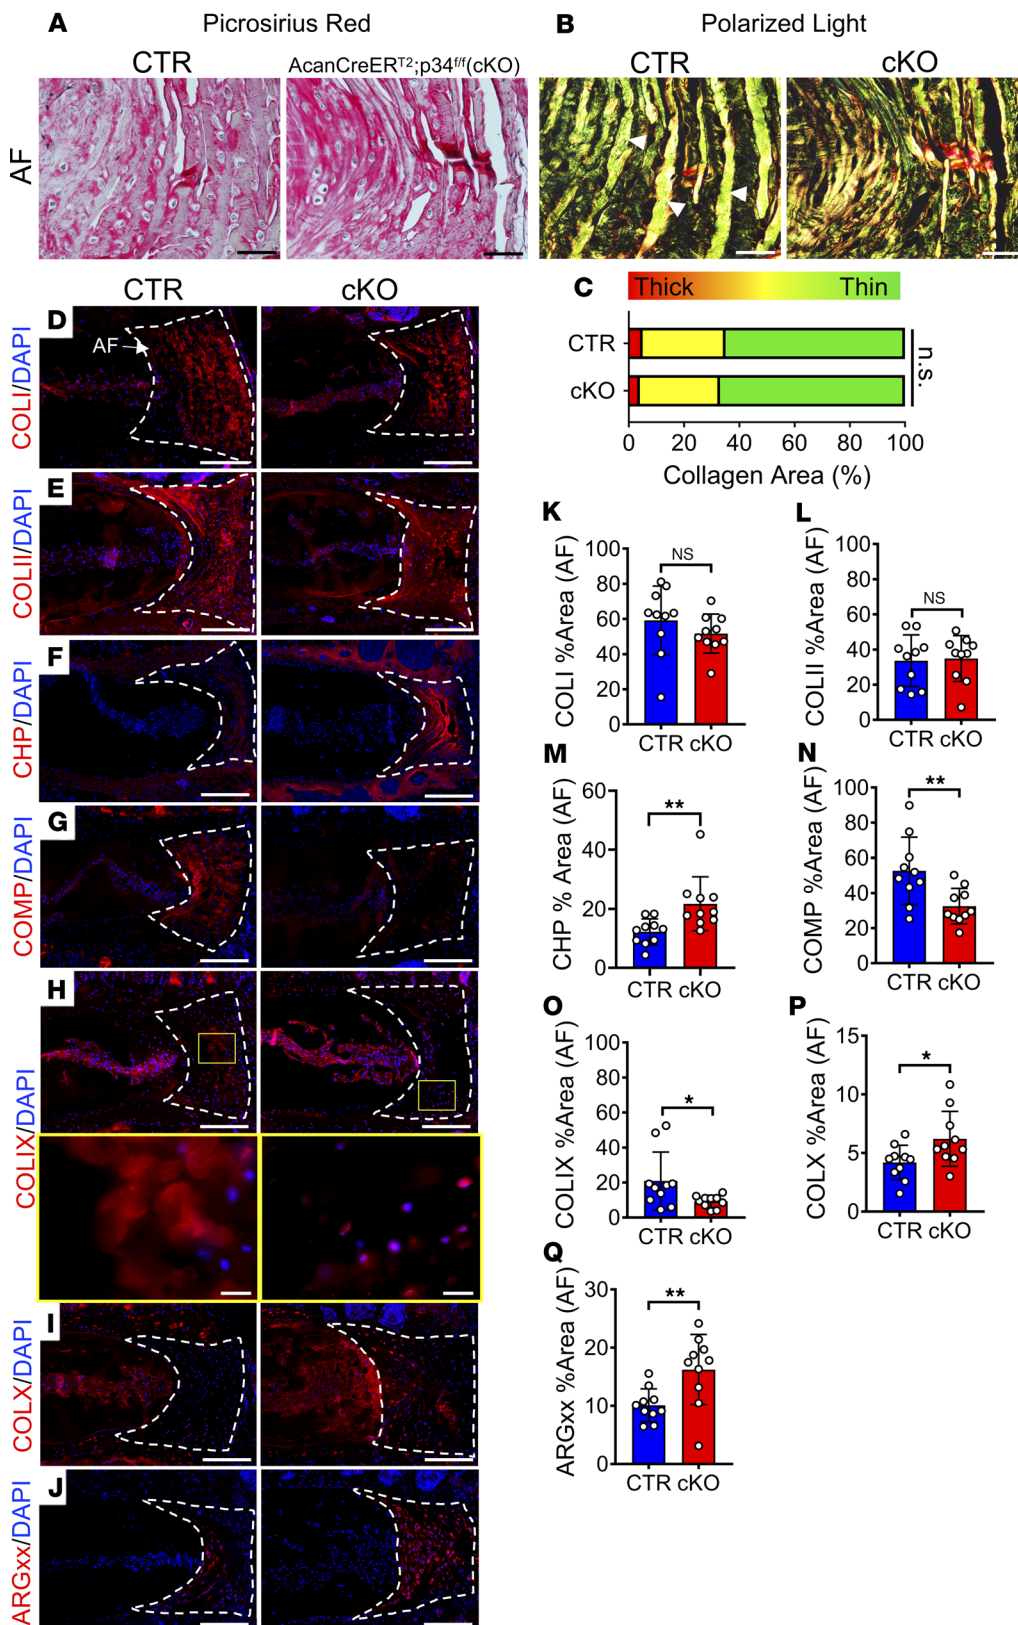 A
Picrosirius Red
B
Polarized Light
CTR
AcanCreER^T2;p34^f/f(cKO)
CTR
cKO
AF
CTR
cKO
C
Thick
Thin
CTR
cKO
n.s.
0 20 40 60 80 100
Collagen Area (%)
D
AF
COLI/DAPI
E
COLII/DAPI
F
CHP/DAPI
G
COMP/DAPI
H
COLIX/DAPI
I
COLX/DAPI
J
ARGxx/DAPI
K
COLI %Area (AF)
100
80
60
40
20
0
NS
CTR cKO
L
COLII %Area (AF)
100
80
60
40
20
0
NS
CTR cKO
M
CHP % Area (AF)
60
40
20
0
**
CTR cKO
N
COMP %Area (AF)
100
80
60
40
20
0
**
CTR cKO
O
COLIX %Area (AF)
100
80
60
40
20
0
*
CTR cKO
P
COLX %Area (AF)
15
10
5
0
*
CTR cKO
Q
ARGxx %Area (AF)
30
20
10
0
**
CTR cKO